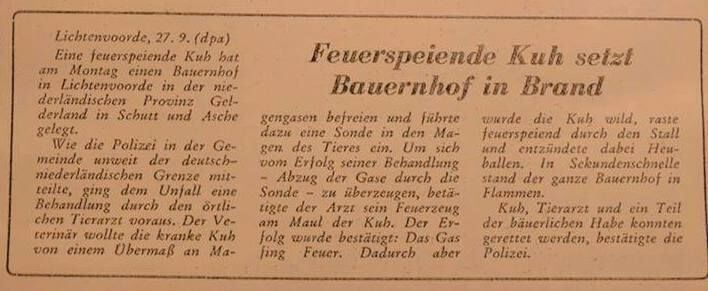 Lichtenvoorde, 27. 9. (dpa)
Eine feuerspeiende Kuh hat
am Montag einen Bauernhof
in Lichtenvoorde in der nie-
derländischen Provinz Gel-
derland in Schutt und Asche
gelegt.
Wie die Polizei in der Ge-
meinde unweit der deutsch-
niederländischen Grenze mit-
teilte, ging dem Unfall eine
Behandlung durch den örtli-
chen Tierarzt voraus. Der Ve-
terinär wollte die kranke Kuh
von einem Übermaß an Ma-
Feuerspeiende Kuh setzt
Bauernhof in Brand
gengasen befreien und führte
dazu eine Sonde in den Ma-
gen des Tieres ein. Um sich
vom Erfolg seiner Behandlung
– Abzug der Gase durch die
Sonde – zu überzeugen, betä-
tigte der Arzt sein Feuerzeug
am Maul der Kuh. Der Er-
folg wurde bestätigt: Das Gas
fing Feuer. Dadurch aber
wurde die Kuh wild, raste
feuerspeiend durch den Stall
und entzündete dabei Heu-
ballen. In Sekundenschnelle
stand der ganze Bauernhof in
Flammen.
Kuh, Tierarzt und ein Teil
der bäuerlichen Habe konnten
gerettet werden, bestätigte die
Polizei.